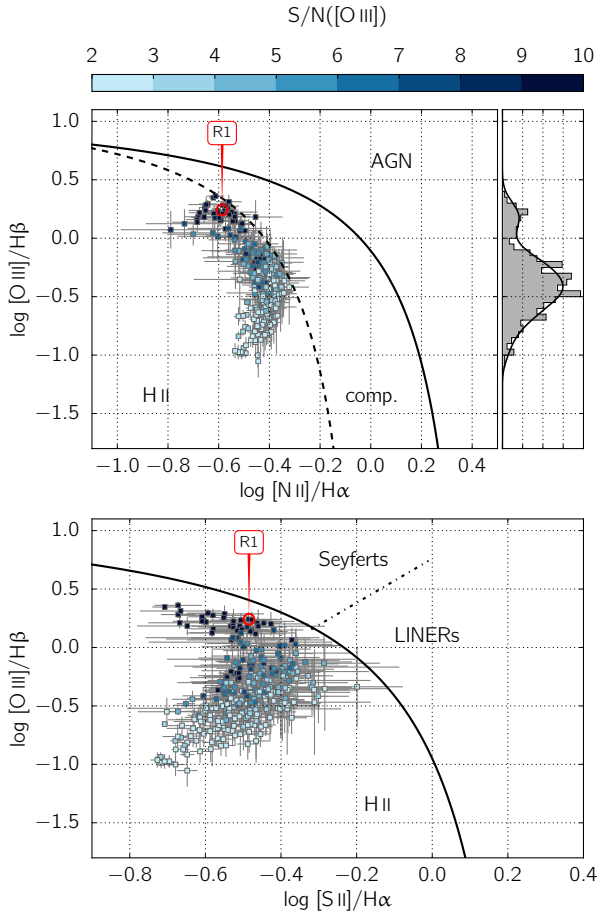 S/N([O III])
2 3 4 5 6 7 8 9 10
1.0
R1
AGN
0.5
0.0
−0.5
−1.0
H II
comp.
−1.5
log [O III]/Hβ
−1.0 −0.8 −0.6 −0.4 −0.2 0.0 0.2 0.4
log [N II]/Hα
1.0
R1
Seyferts
0.5
LINERs
0.0
−0.5
−1.0
H II
−1.5
log [O III]/Hβ
−0.8 −0.6 −0.4 −0.2 0.0 0.2 0.4
log [S II]/Hα